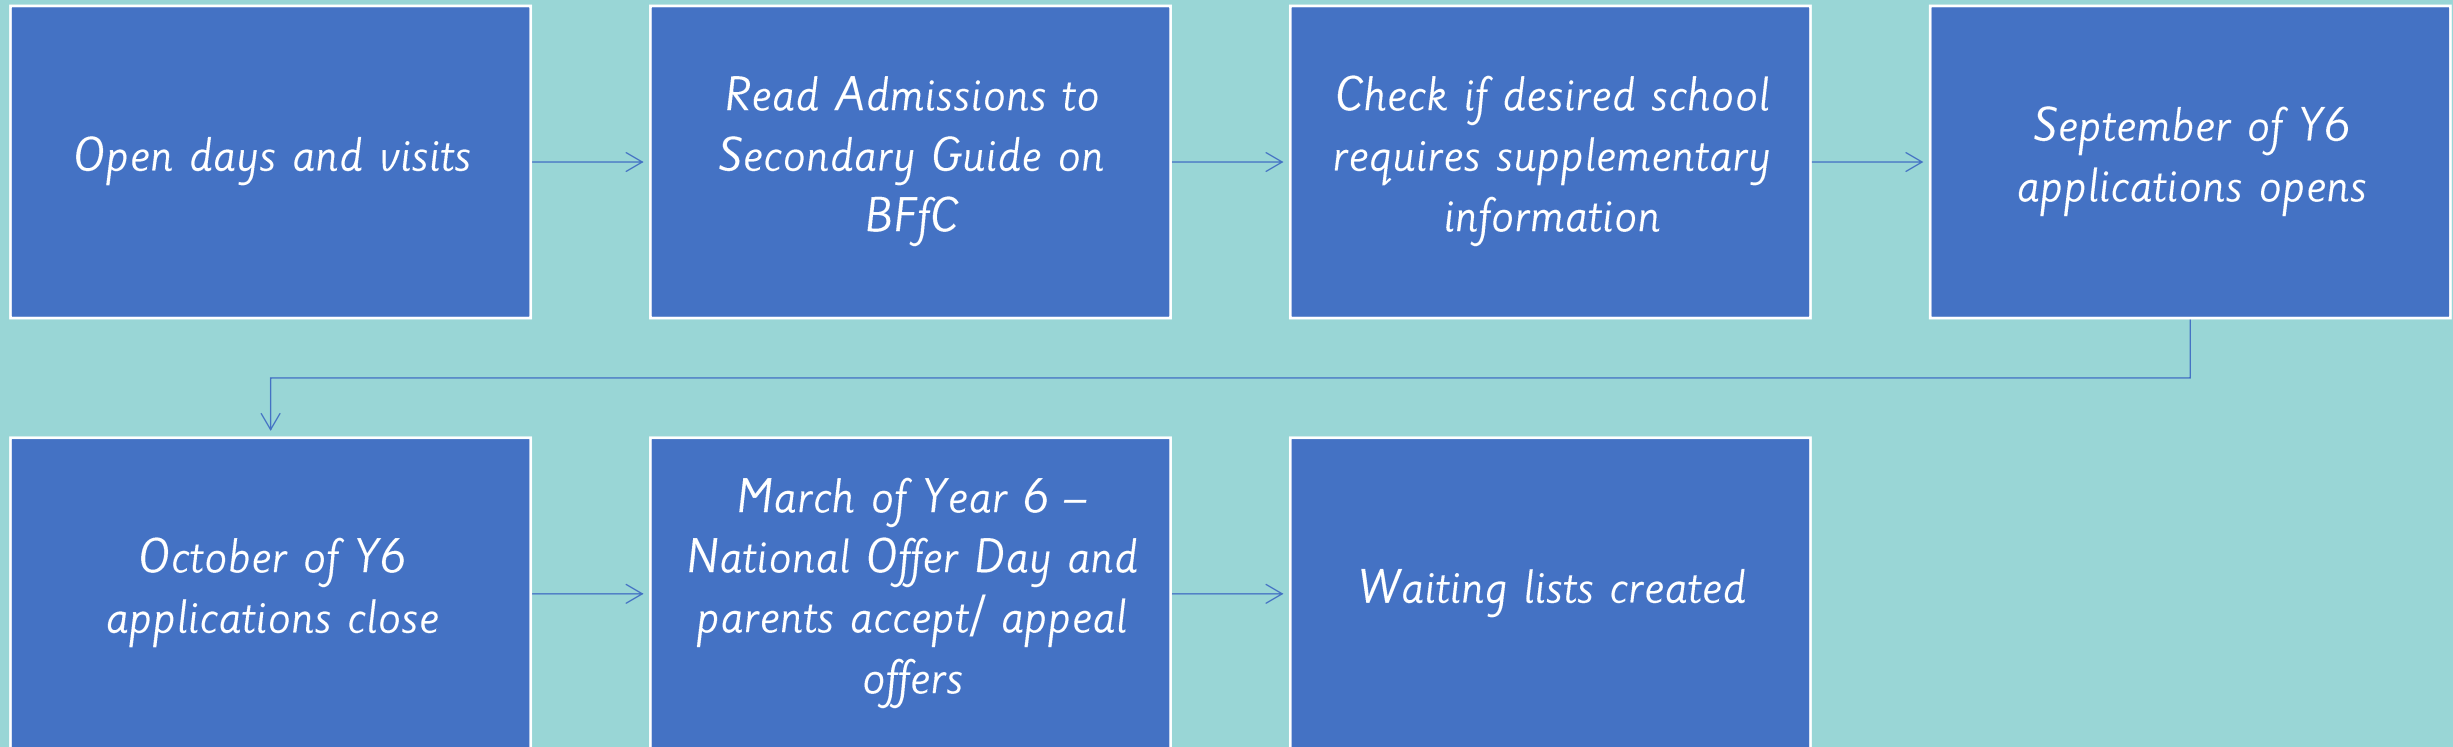 Open days and visits
Read Admissions to
Secondary Guide on
BFfC
Check if desired school
requires supplementary
information
September of Y6
applications opens
October of Y6
applications close
March of Year 6 –
National Offer Day and
parents accept/ appeal
offers
Waiting lists created